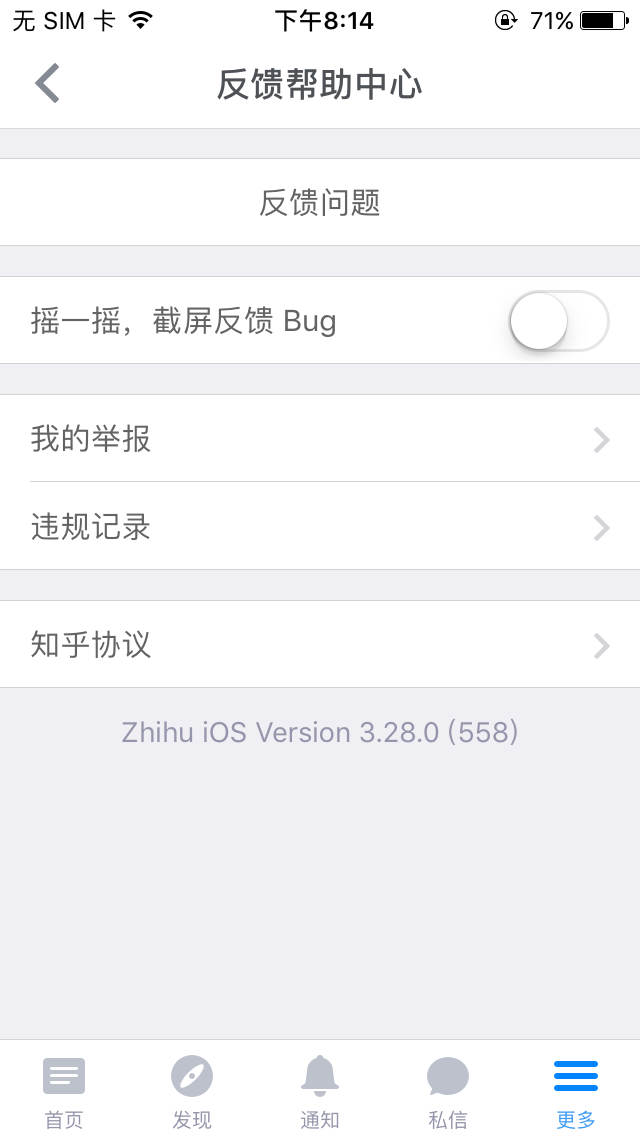 无 SIM 卡 下午8:14 71%
反馈帮助中心
反馈问题
摇一摇，截屏反馈 Bug
我的举报
违规记录
知乎协议
Zhihu iOS Version 3.28.0 (558)
首页 发现 通知 私信 更多